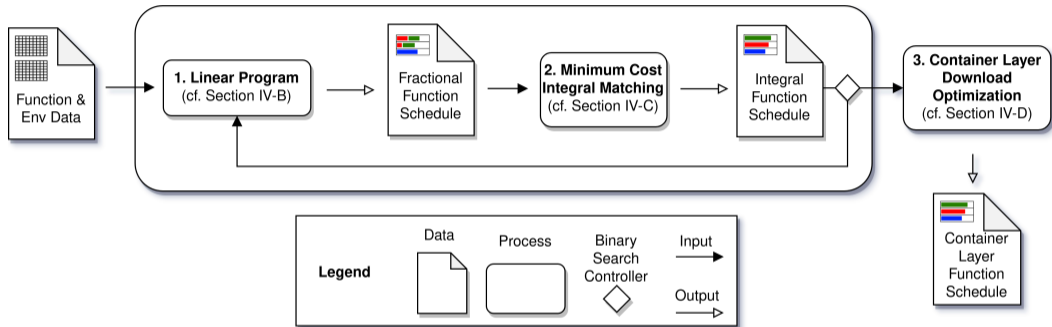 Function &
Env Data
1. Linear Program
(cf. Section IV-B)
Fractional
Function
Schedule
2. Minimum Cost
Integral Matching
(cf. Section IV-C)
Integral
Function
Schedule
3. Container Layer
Download
Optimization
(cf. Section IV-D)
Container
Layer
Function
Schedule
Legend
Data
Process
Binary
Search
Controller
Input
Output